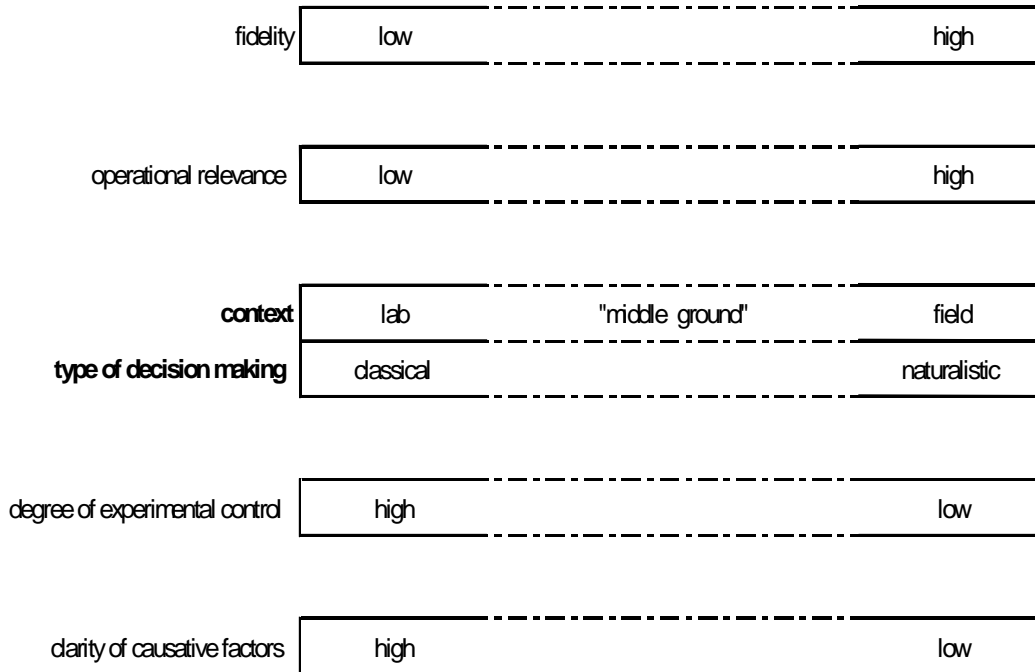 fidelity low high
operational relevance low high
context lab "middle ground" field
type of decision making classical naturalistic
degree of experimental control high low
clarity of causative factors high low